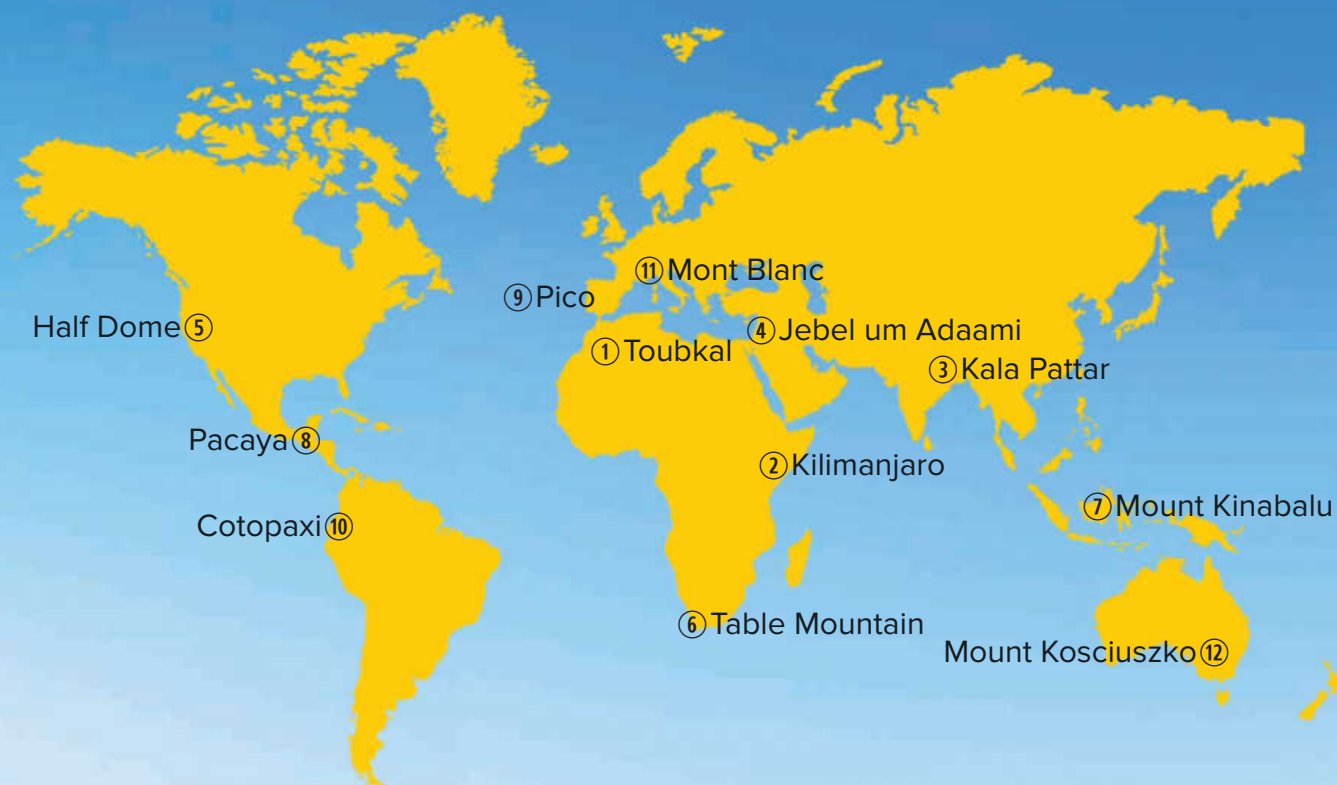 ⑪Mont Blanc
⑨Pico
Half Dome⑤
④Jebel um Adaami
①Toubkal
③Kala Pattar
Pacaya⑧
②Kilimanjaro
⑦Mount Kinabalu
Cotopaxi⑩
⑥Table Mountain
Mount Kosciuszko⑫